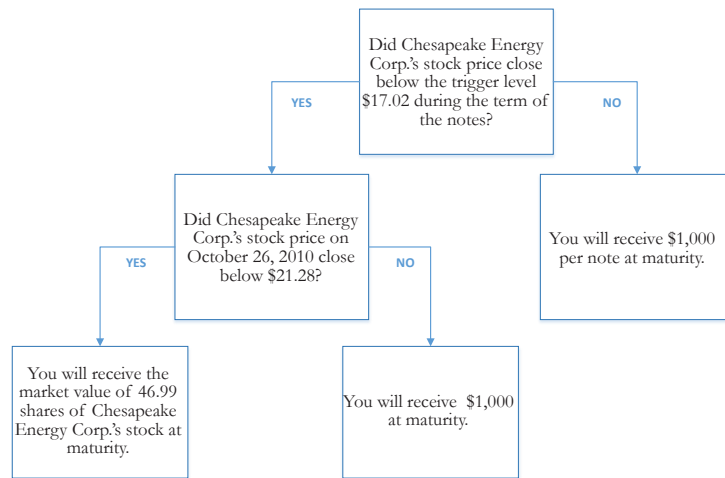 Did Chesapeake Energy
Corp.'s stock price close
below the trigger level
$17.02 during the term of
the notes?
YES
NO
Did Chesapeake Energy
Corp.'s stock price on
October 26, 2010 close
below $21.28?
You will receive $1,000
per note at maturity.
YES
NO
You will receive the
market value of 46.99
shares of Chesapeake
Energy Corp.'s stock at
maturity.
You will receive $1,000
at maturity.